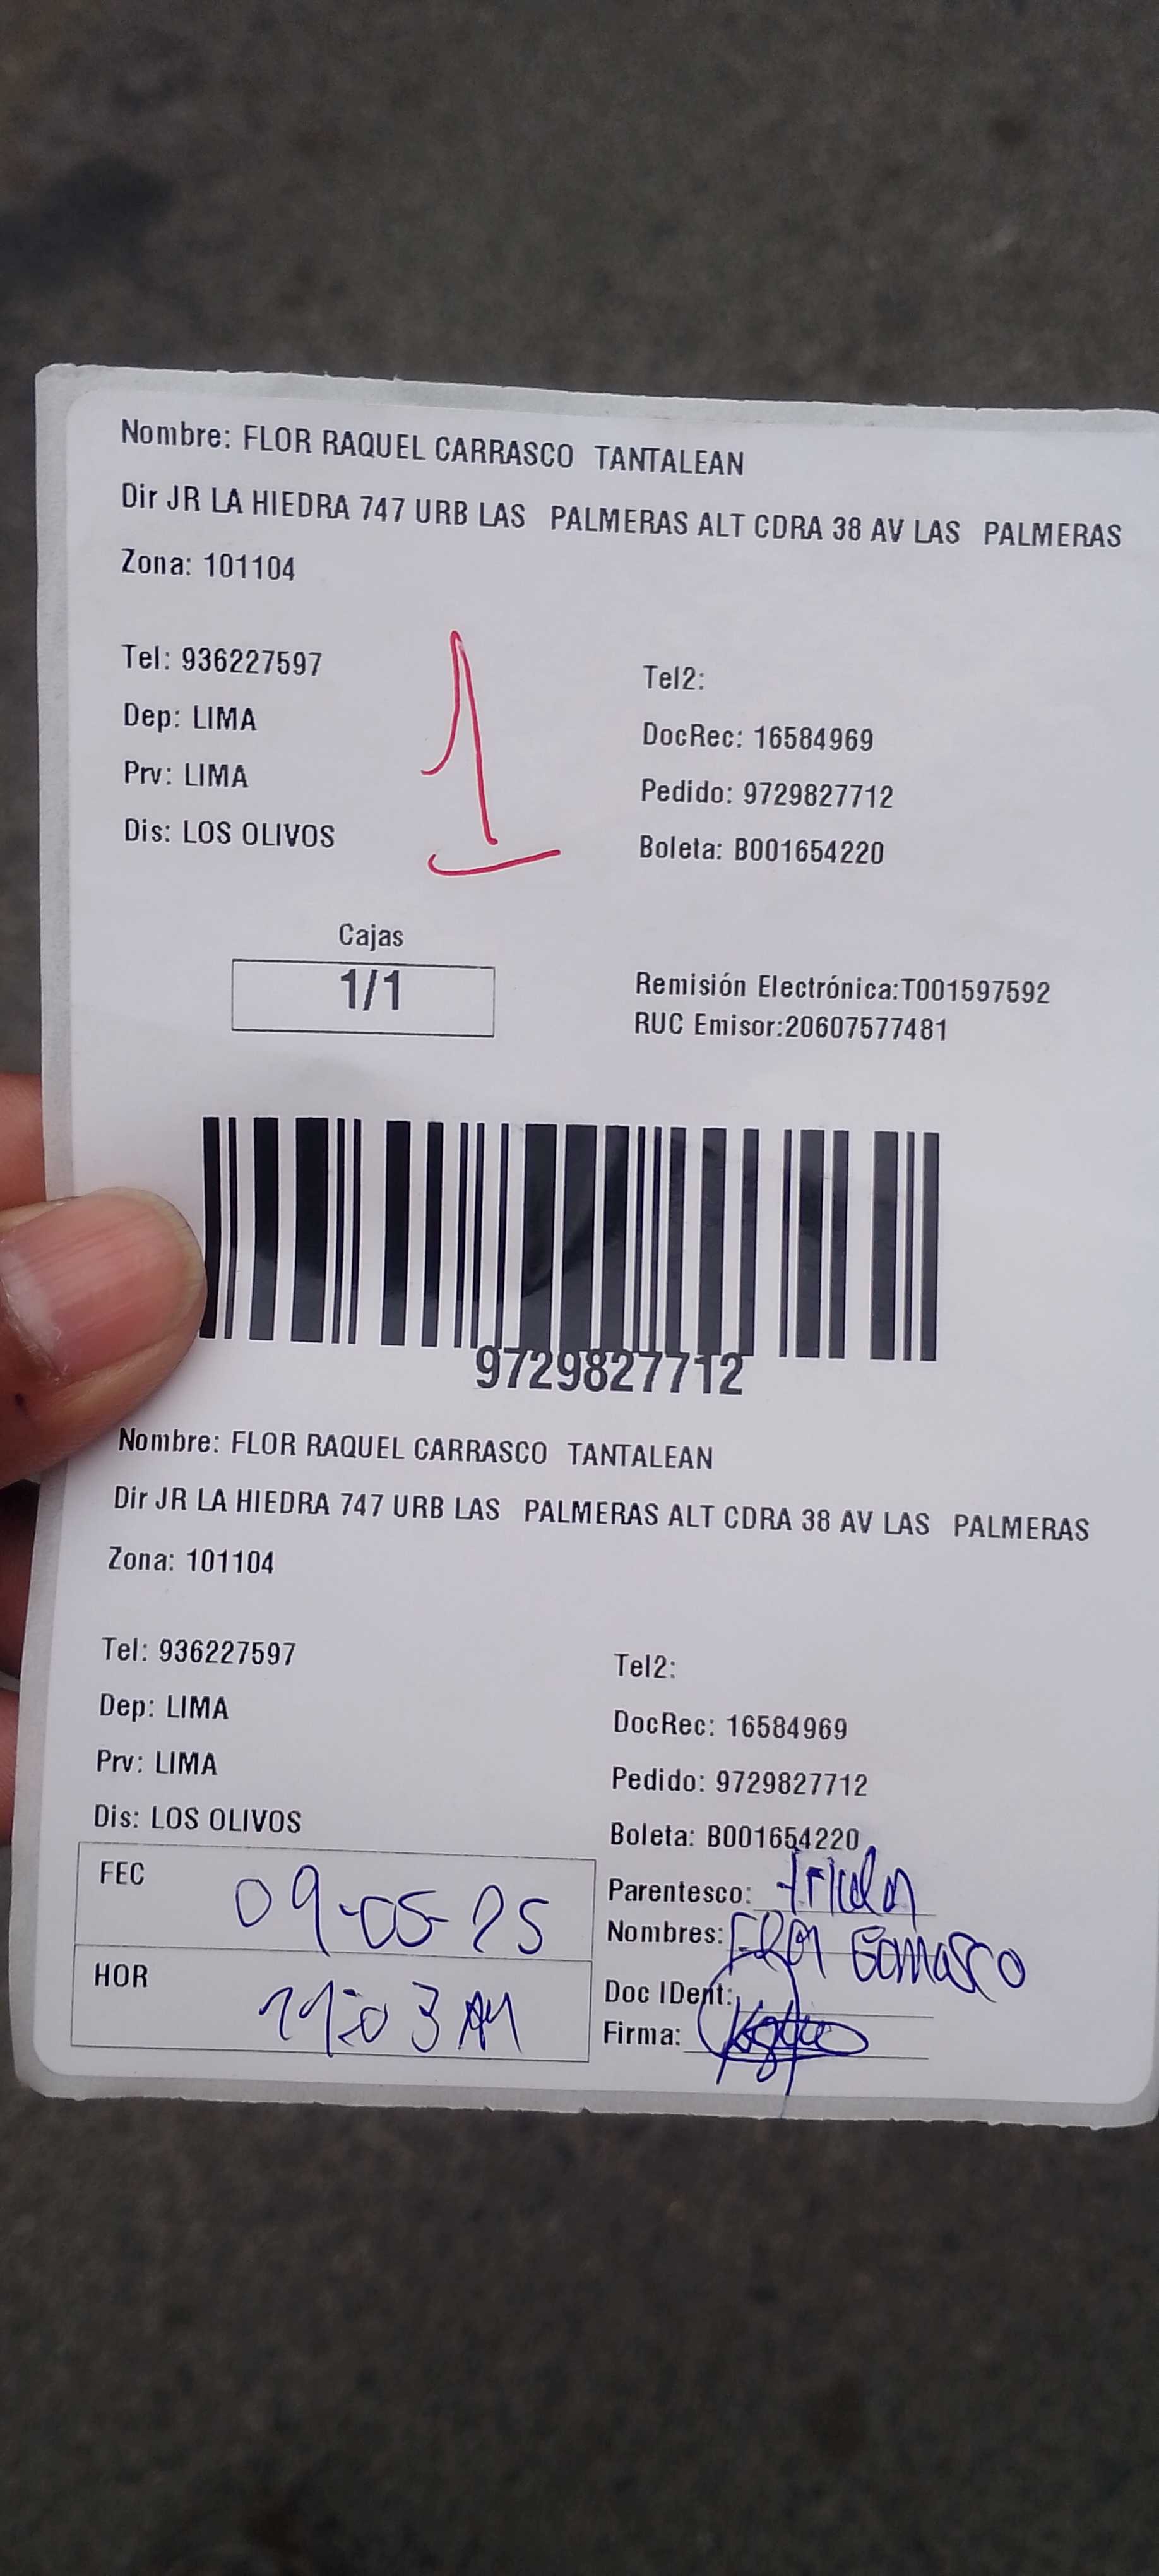 Nombre: FLOR RAQUEL CARRASCO TANTALEAN
Dir JR LA HIEDRA 747 URB LAS PALMERAS ALT CDRA 38 AV LAS PALMERAS
Zona: 101104
1
Tel: 936227597
Tel2:
Dep: LIMA
DocRec: 16584969
Prv: LIMA
Pedido: 9729827712
Dis: LOS OLIVOS
Boleta: B001654220
Cajas
1/1
Remisión Electrónica:T001597592
RUC Emisor:20607577481
9729827712
Nombre: FLOR RAQUEL CARRASCO TANTALEAN
Dir JR LA HIEDRA 747 URB LAS PALMERAS ALT CDRA 38 AV LAS PALMERAS
Zona: 101104
Tel: 936227597
Tel2:
Dep: LIMA
DocRec: 16584969
Prv: LIMA
Pedido: 9729827712
Dis: LOS OLIVOS
Boleta: B001654220
FEC 09-05-25
Parentesco:
Nombres:
HOR 11:03 AM
Doc IDent:
Firma: